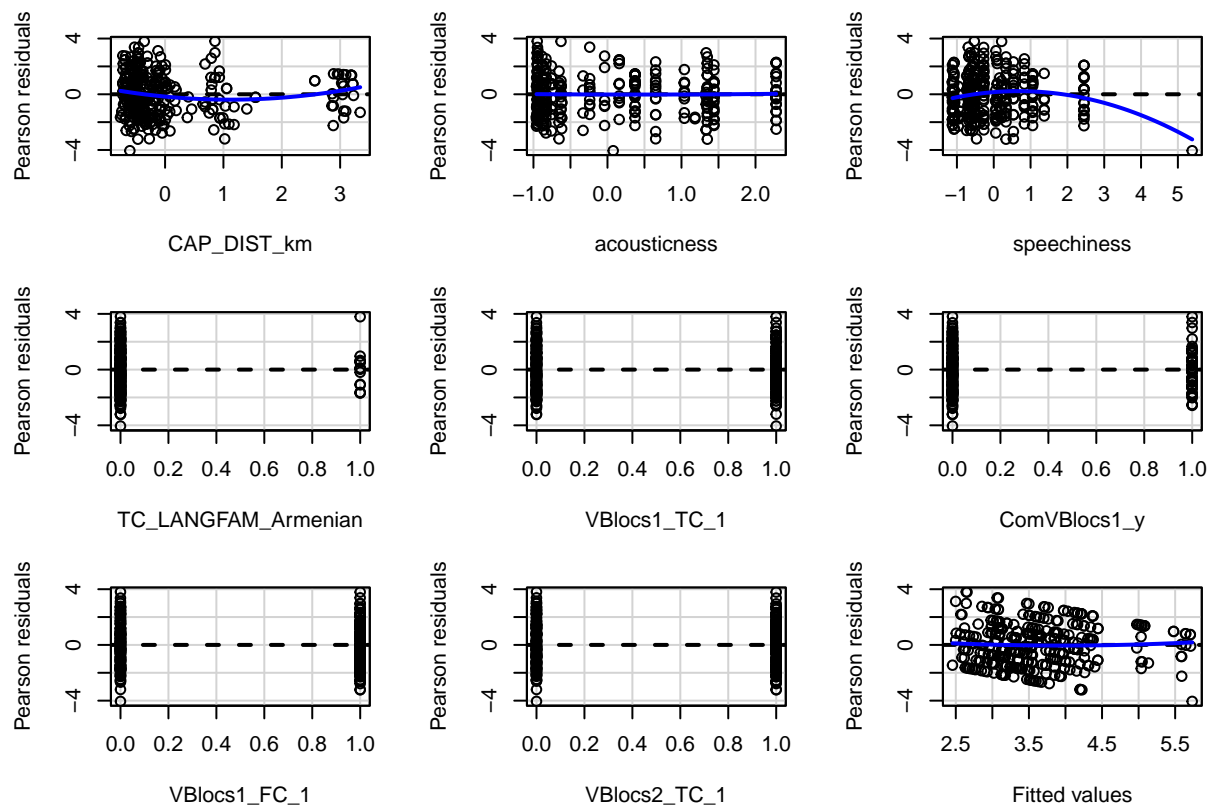 Pearson residuals
4
0
−4
0 1 2 3
CAP_DIST_km
Pearson residuals
4
0
−4
−1.0 0.0 1.0 2.0
acousticness
Pearson residuals
4
0
−4
−1 0 1 2 3 4 5
speechiness
Pearson residuals
4
0
−4
0.0 0.2 0.4 0.6 0.8 1.0
TC_LANGFAM_Armenian
Pearson residuals
4
0
−4
0.0 0.2 0.4 0.6 0.8 1.0
VBlocs1_TC_1
Pearson residuals
4
0
−4
0.0 0.2 0.4 0.6 0.8 1.0
ComVBlocs1_y
Pearson residuals
4
0
−4
0.0 0.2 0.4 0.6 0.8 1.0
VBlocs1_FC_1
Pearson residuals
4
0
−4
0.0 0.2 0.4 0.6 0.8 1.0
VBlocs2_TC_1
Pearson residuals
4
0
−4
2.5 3.5 4.5 5.5
Fitted values